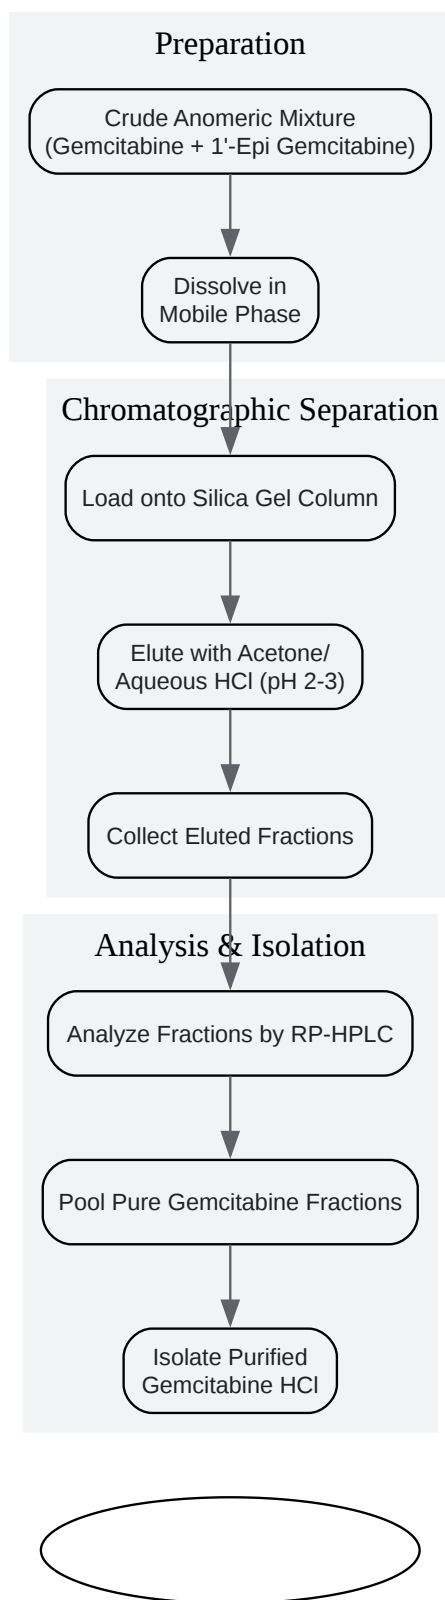 Preparation
Crude Anomeric Mixture
(Gemcitabine + 1'-Epi Gemcitabine)
Dissolve in
Mobile Phase
Chromatographic Separation
Load onto Silica Gel Column
Elute with Acetone/
Aqueous HCl (pH 2-3)
Collect Eluted Fractions
Analysis & Isolation
Analyze Fractions by RP-HPLC
Pool Pure Gemcitabine Fractions
Isolate Purified
Gemcitabine HCl